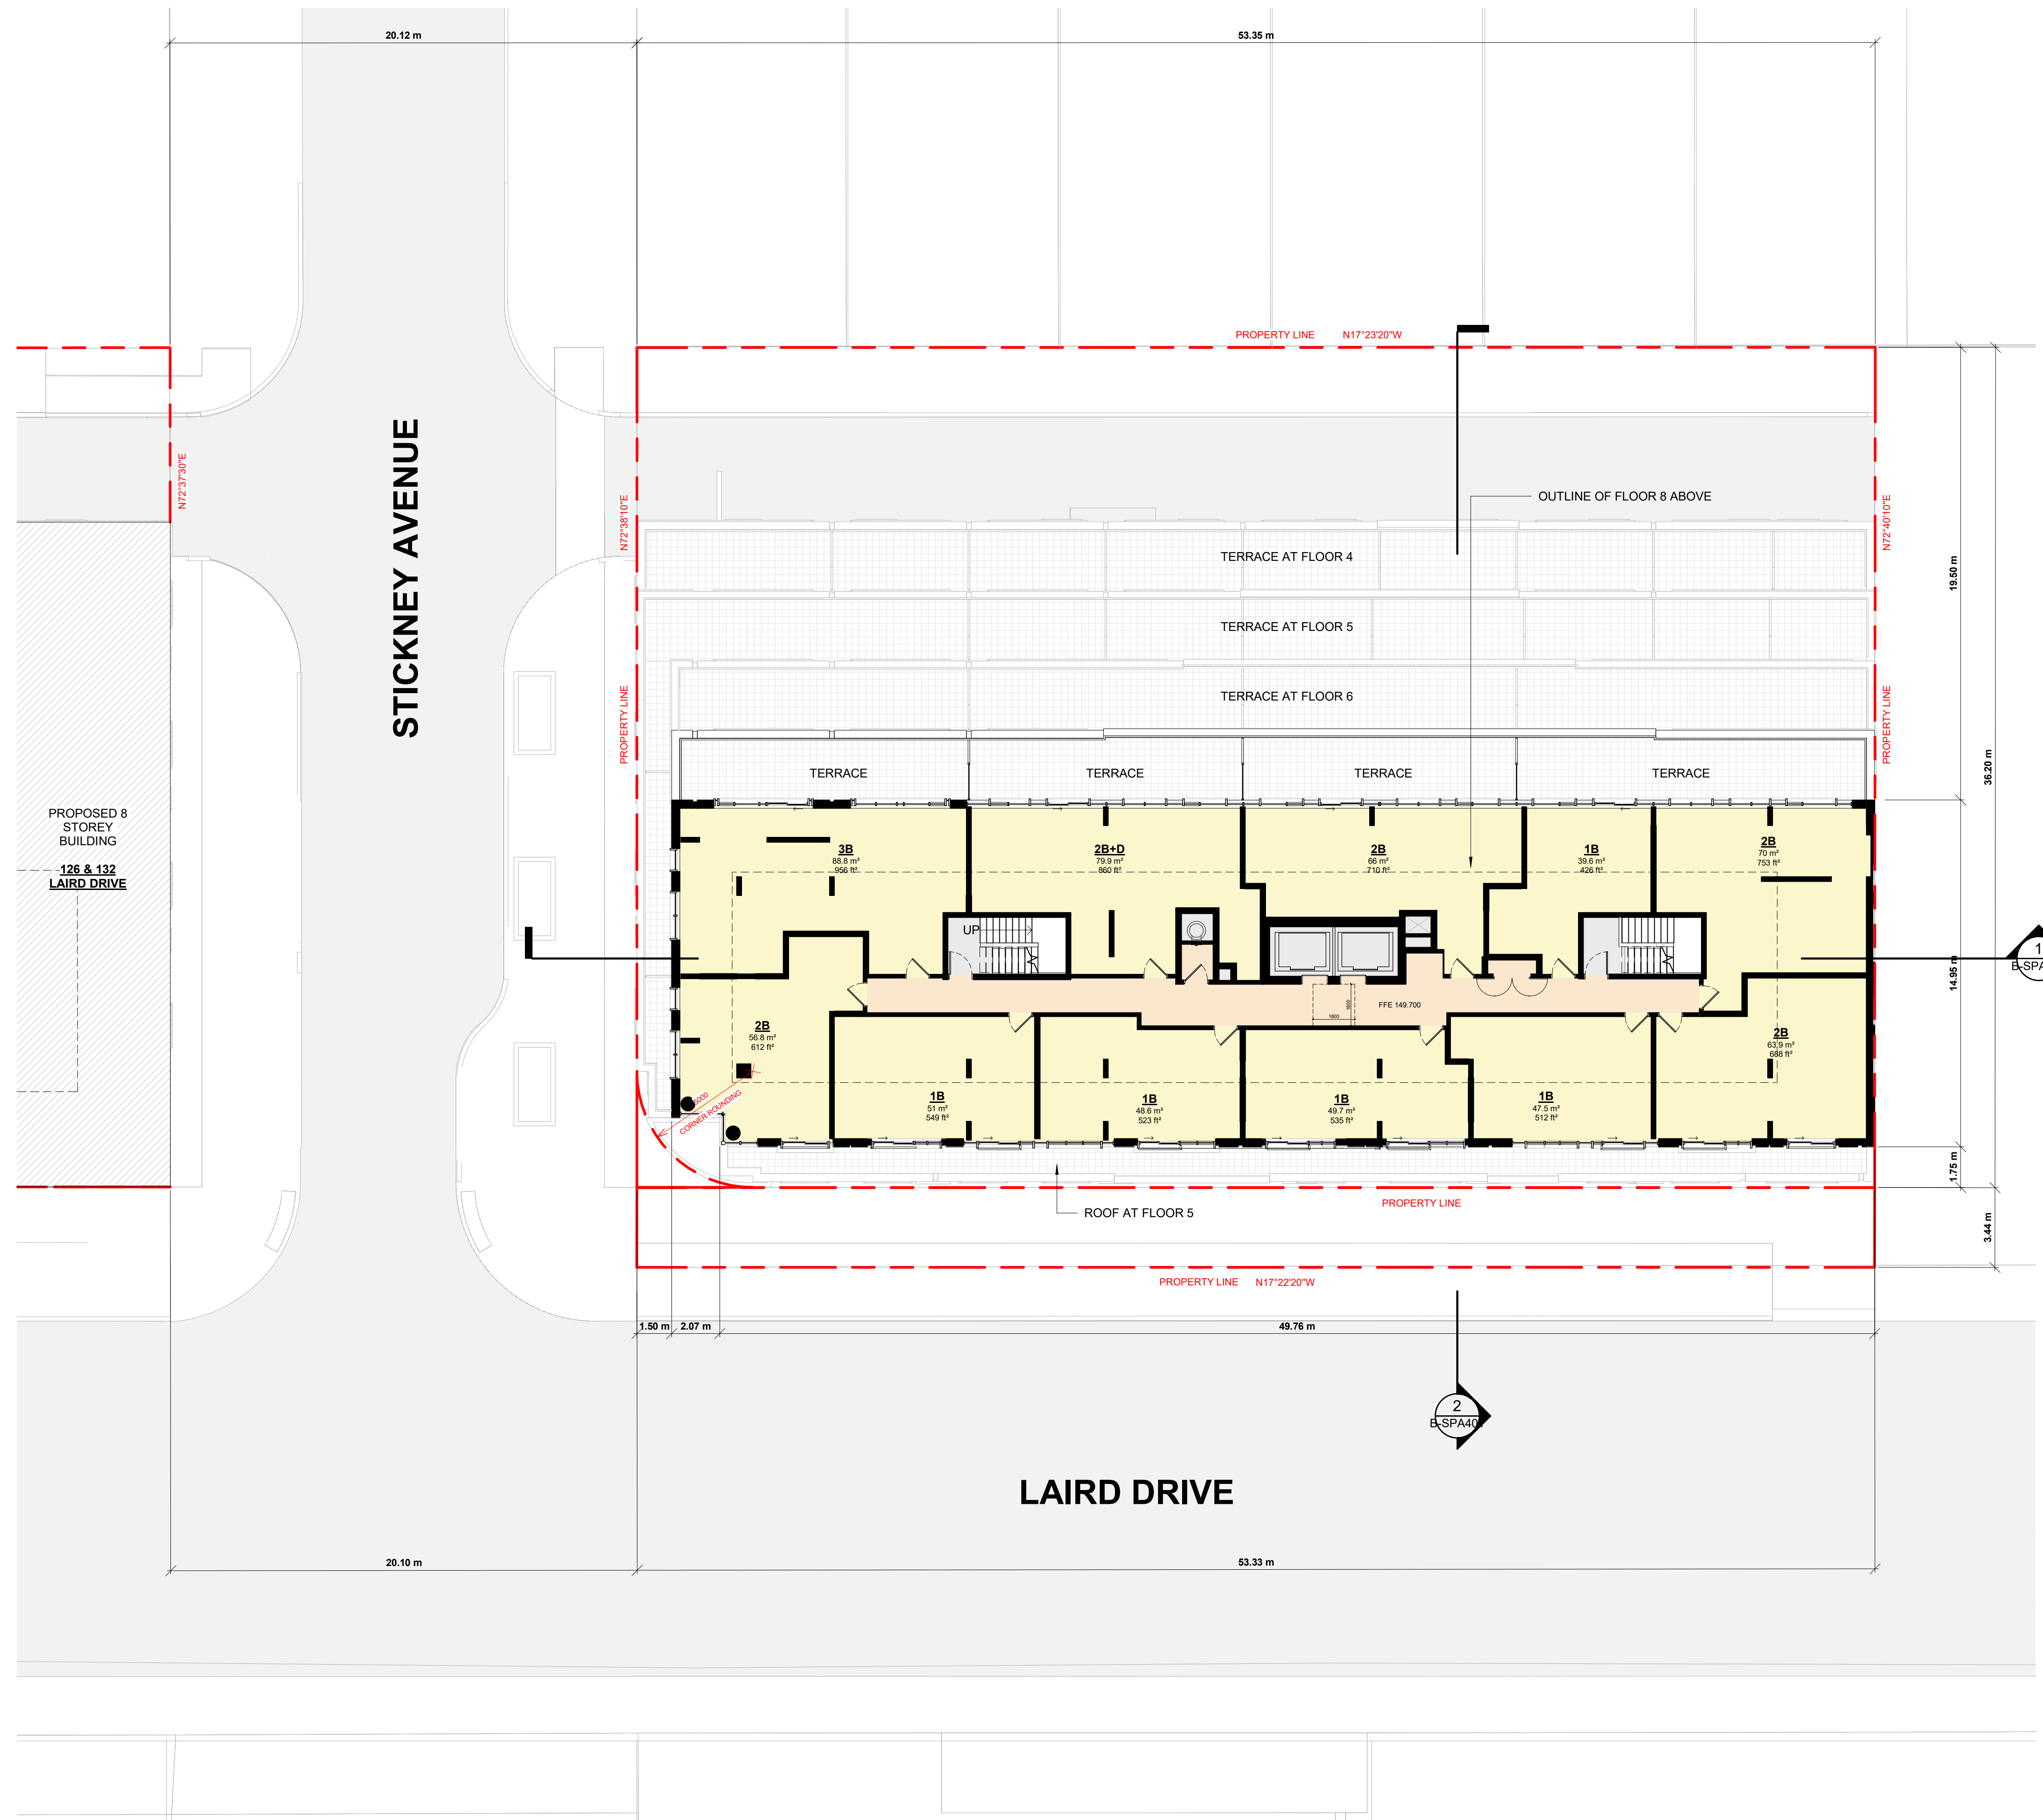 20.12 m
53.35 m
PROPERTY LINE N17°23'20"W
STICKNEY AVENUE
N72°37'30"E
N72°38'10"E
N72°40'10"E
OUTLINE OF FLOOR 8 ABOVE
TERRACE AT FLOOR 4
19.50 m
TERRACE AT FLOOR 5
TERRACE AT FLOOR 6
PROPERTY LINE
PROPERTY LINE
36.20 m
TERRACE
TERRACE
TERRACE
TERRACE
PROPOSED 8
STOREY
BUILDING
126 & 132
LAIRD DRIVE
3B
88.8 m²
956 ft²
2B+D
79.9 m²
860 ft²
2B
66 m²
710 ft²
1B
39.6 m²
426 ft²
2B
70 m²
753 ft²
UP
1
B-SPA
14.95 m
FFE 149.700
1800
2B
56.8 m²
612 ft²
2B
63.9 m²
688 ft²
CORNER ROUNDING
1B
51 m²
549 ft²
1B
48.6 m²
523 ft²
1B
49.7 m²
535 ft²
1B
47.5 m²
512 ft²
1.75 m
PROPERTY LINE
ROOF AT FLOOR 5
3.44 m
PROPERTY LINE N17°22'20"W
1.50 m
2.07 m
49.76 m
2
B-SPA40
LAIRD DRIVE
20.10 m
53.33 m